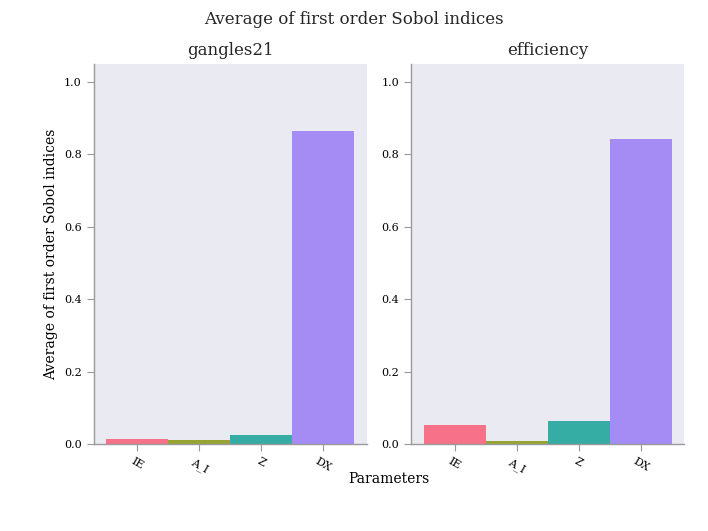 Average of first order Sobol indices
gangles21
efficiency
Average of first order Sobol indices
1.0
0.8
0.6
0.4
0.2
0.0
IE
A_I
Z
DX
1.0
0.8
0.6
0.4
0.2
0.0
IE
A_I
Z
DX
Parameters